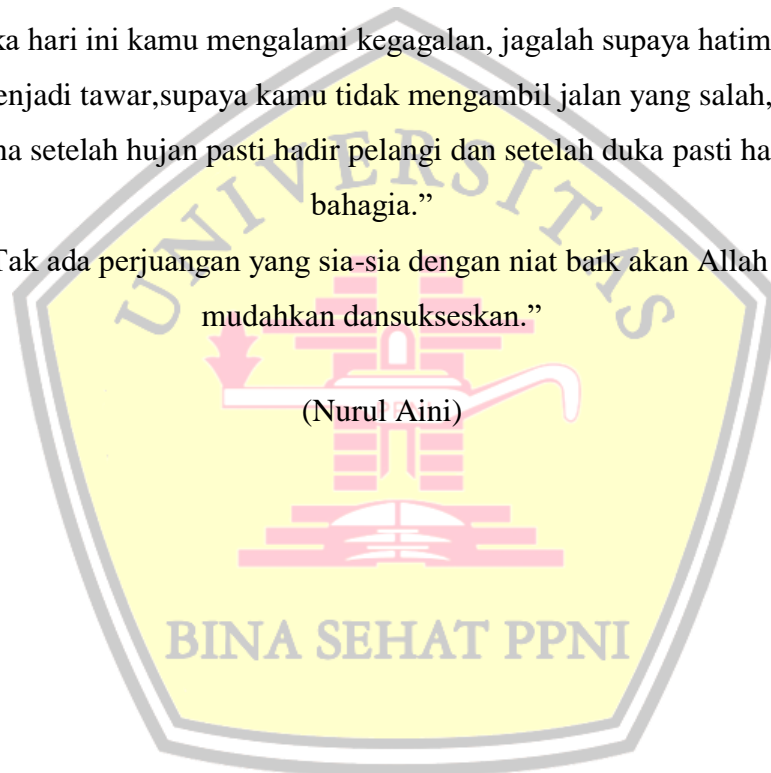 ka hari ini kamu mengalami kegagalan, jagalah supaya hatim
enjadi tawar,supaya kamu tidak mengambil jalan yang salah,
na setelah hujan pasti hadir pelangi dan setelah duka pasti ha
bahagia.”
Tak ada perjuangan yang sia-sia dengan niat baik akan Allah
mudahkan dansukseskan.”
(Nurul Aini)
UNIVERSITAS
PPNI
BINA SEHAT PPNI